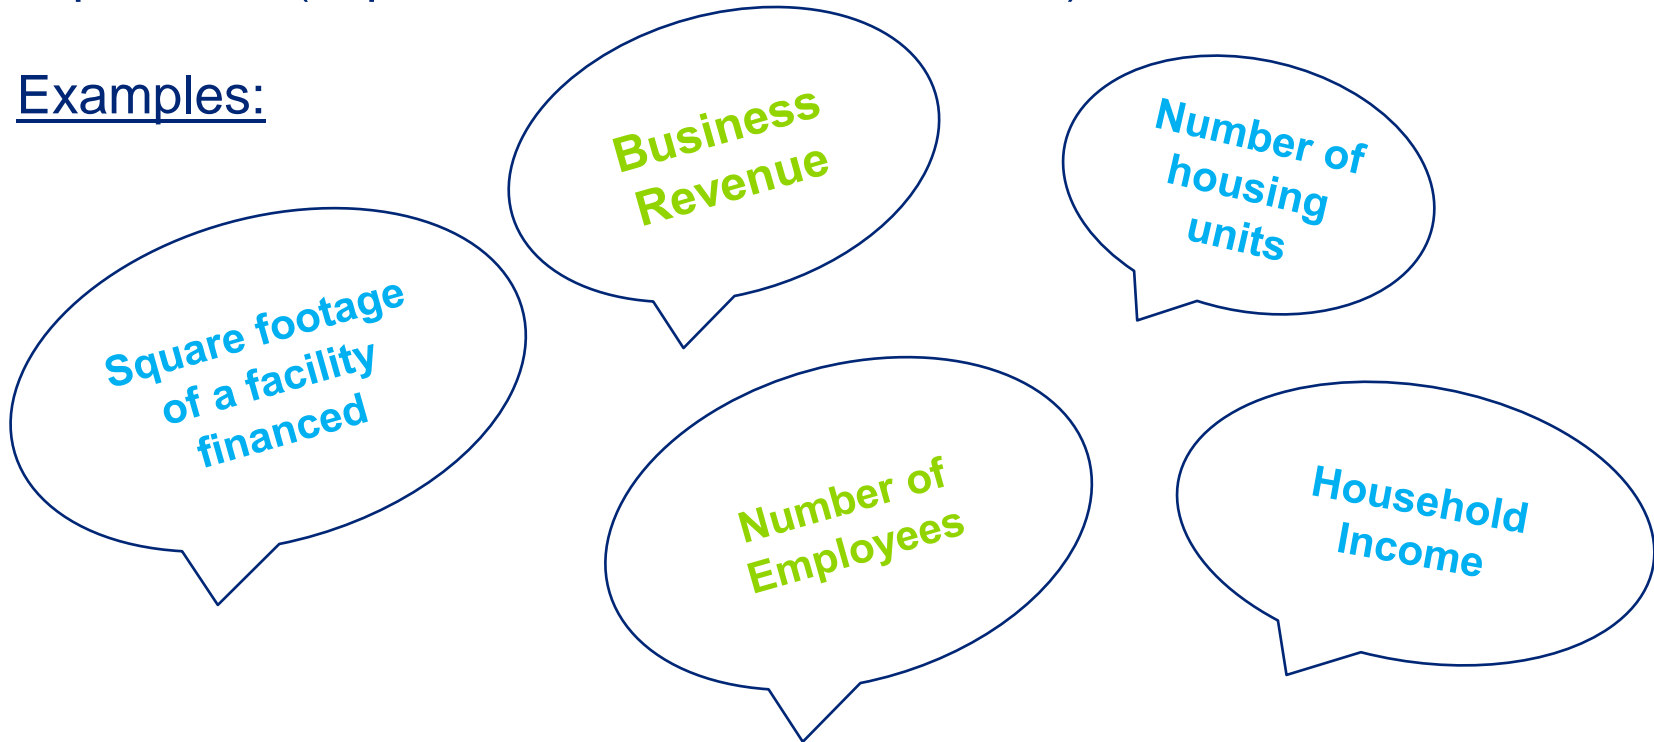 Examples:
Business
Revenue
Number of
housing
units
Square footage
of a facility
financed
Number of
Employees
Household
Income